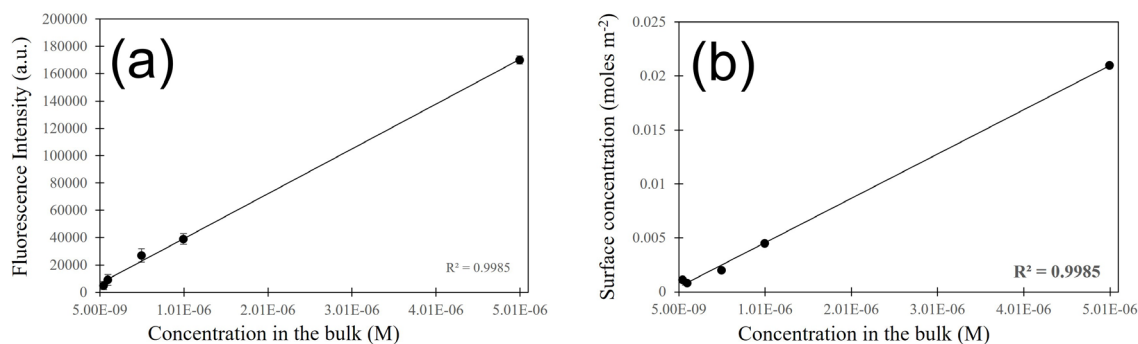 (a)
Fluorescence Intensity (a.u.)
200000
180000
160000
140000
120000
100000
80000
60000
40000
20000
0
R² = 0.9985
5.00E-09 1.01E-06 2.01E-06 3.01E-06 4.01E-06 5.01E-06
Concentration in the bulk (M)
(b)
Surface concentration (moles m⁻²)
0.025
0.02
0.015
0.01
0.005
0
R² = 0.9985
5.00E-09 1.01E-06 2.01E-06 3.01E-06 4.01E-06 5.01E-06
Concentration in the bulk (M)